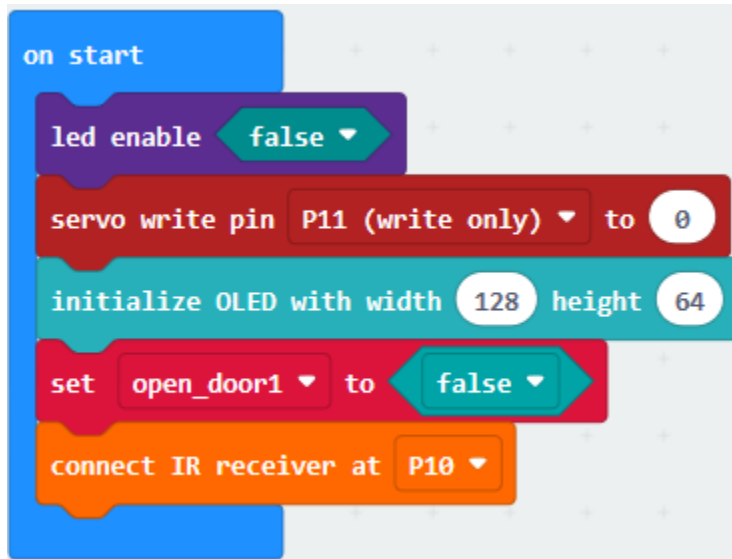 on start
led enable false
servo write pin P11 (write only) to 0
initialize OLED with width 128 height 64
set open_door1 to false
connect IR receiver at P10